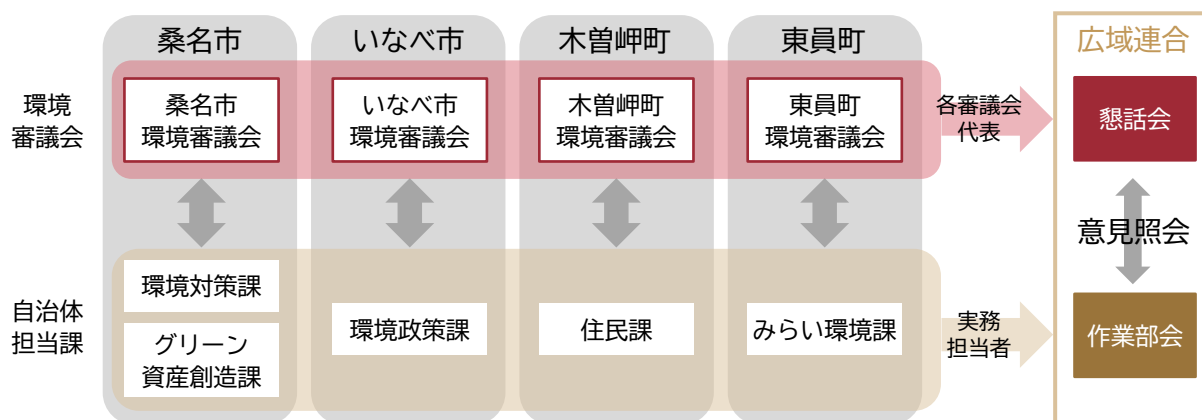 桑名市
いなべ市
木曽岬町
東員町
広域連合
環境
審議会
桑名市
環境審議会
いなべ市
環境審議会
木曽岬町
環境審議会
東員町
環境審議会
各審議会
代表
懇話会
意見照会
自治体
担当課
環境対策課
グリーン
資産創造課
環境政策課
住民課
みらい環境課
実務
担当者
作業部会